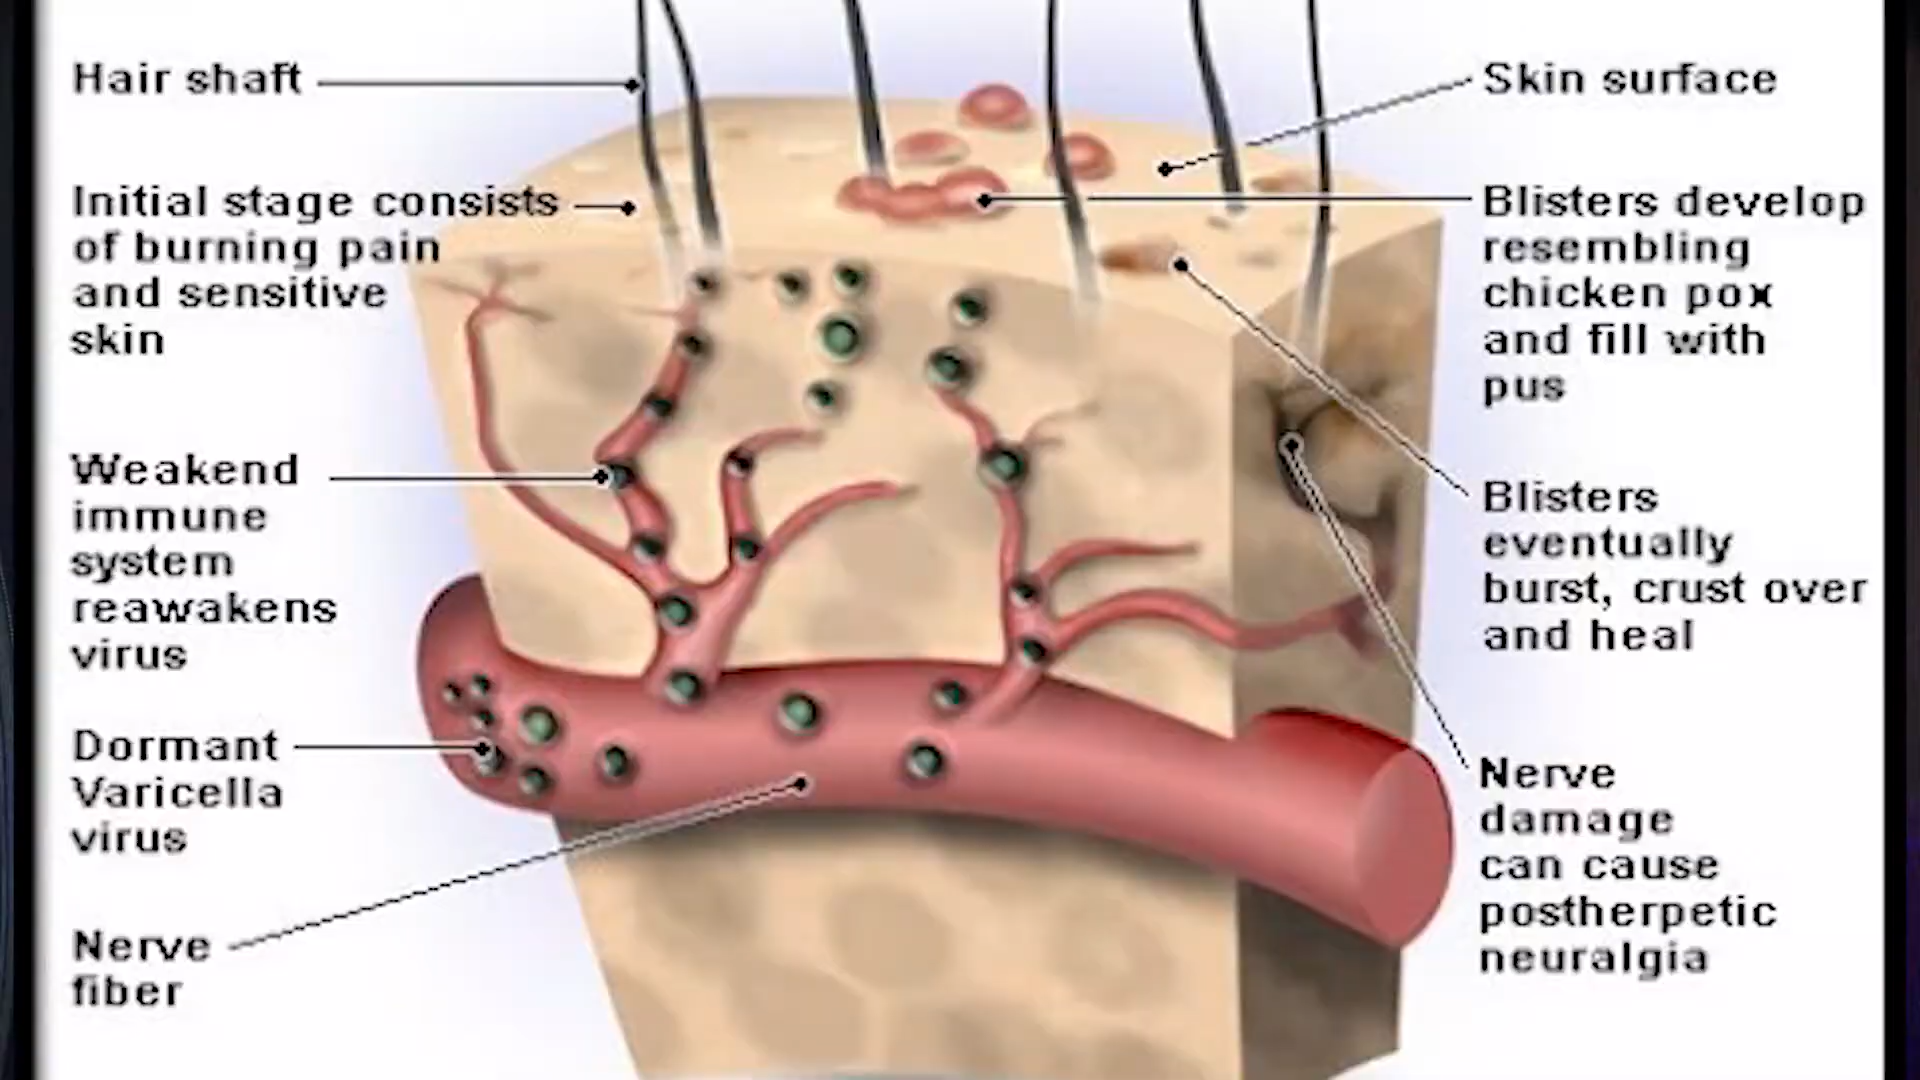 Hair shaft
Initial stage consists
of burning pain
and sensitive
skin
Weakend
immune
system
reawakens
virus
Dormant
Varicella
virus
Nerve
fiber
Skin surface
Blisters develop
resembling
chicken pox
and fill with
pus
Blisters
eventually
burst, crust over
and heal
Nerve
damage
can cause
postherpetic
neuralgia